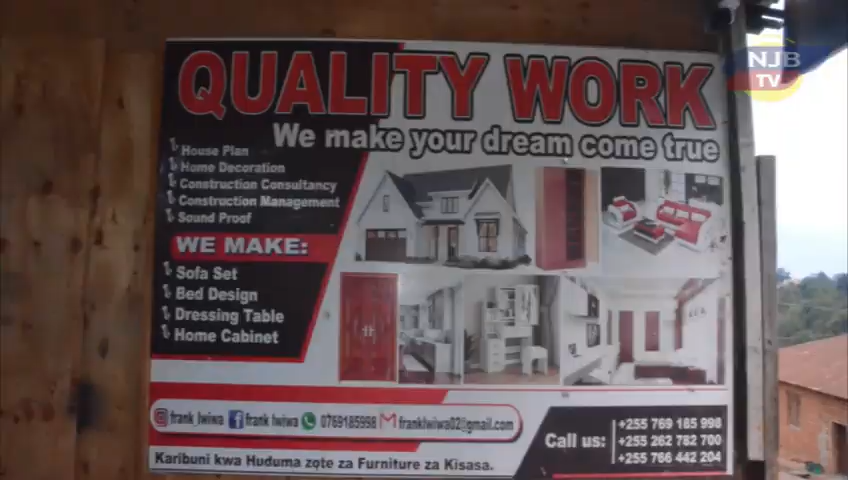 NJB
TV
QUALITY WORK
We make your dream come true
House Plan
Home Decoration
Construction Consultancy
Construction Management
Sound Proof
WE MAKE:
Sofa Set
Bed Design
Dressing Table
Home Cabinet
frank lwiwa frank lwiwa 0769185998 franklwiwa02@gmail.com
Call us:
+255 769 185 998
+255 262 782 700
+255 766 442 204
Karibuni kwa Huduma zote za Furniture za Kisasa.